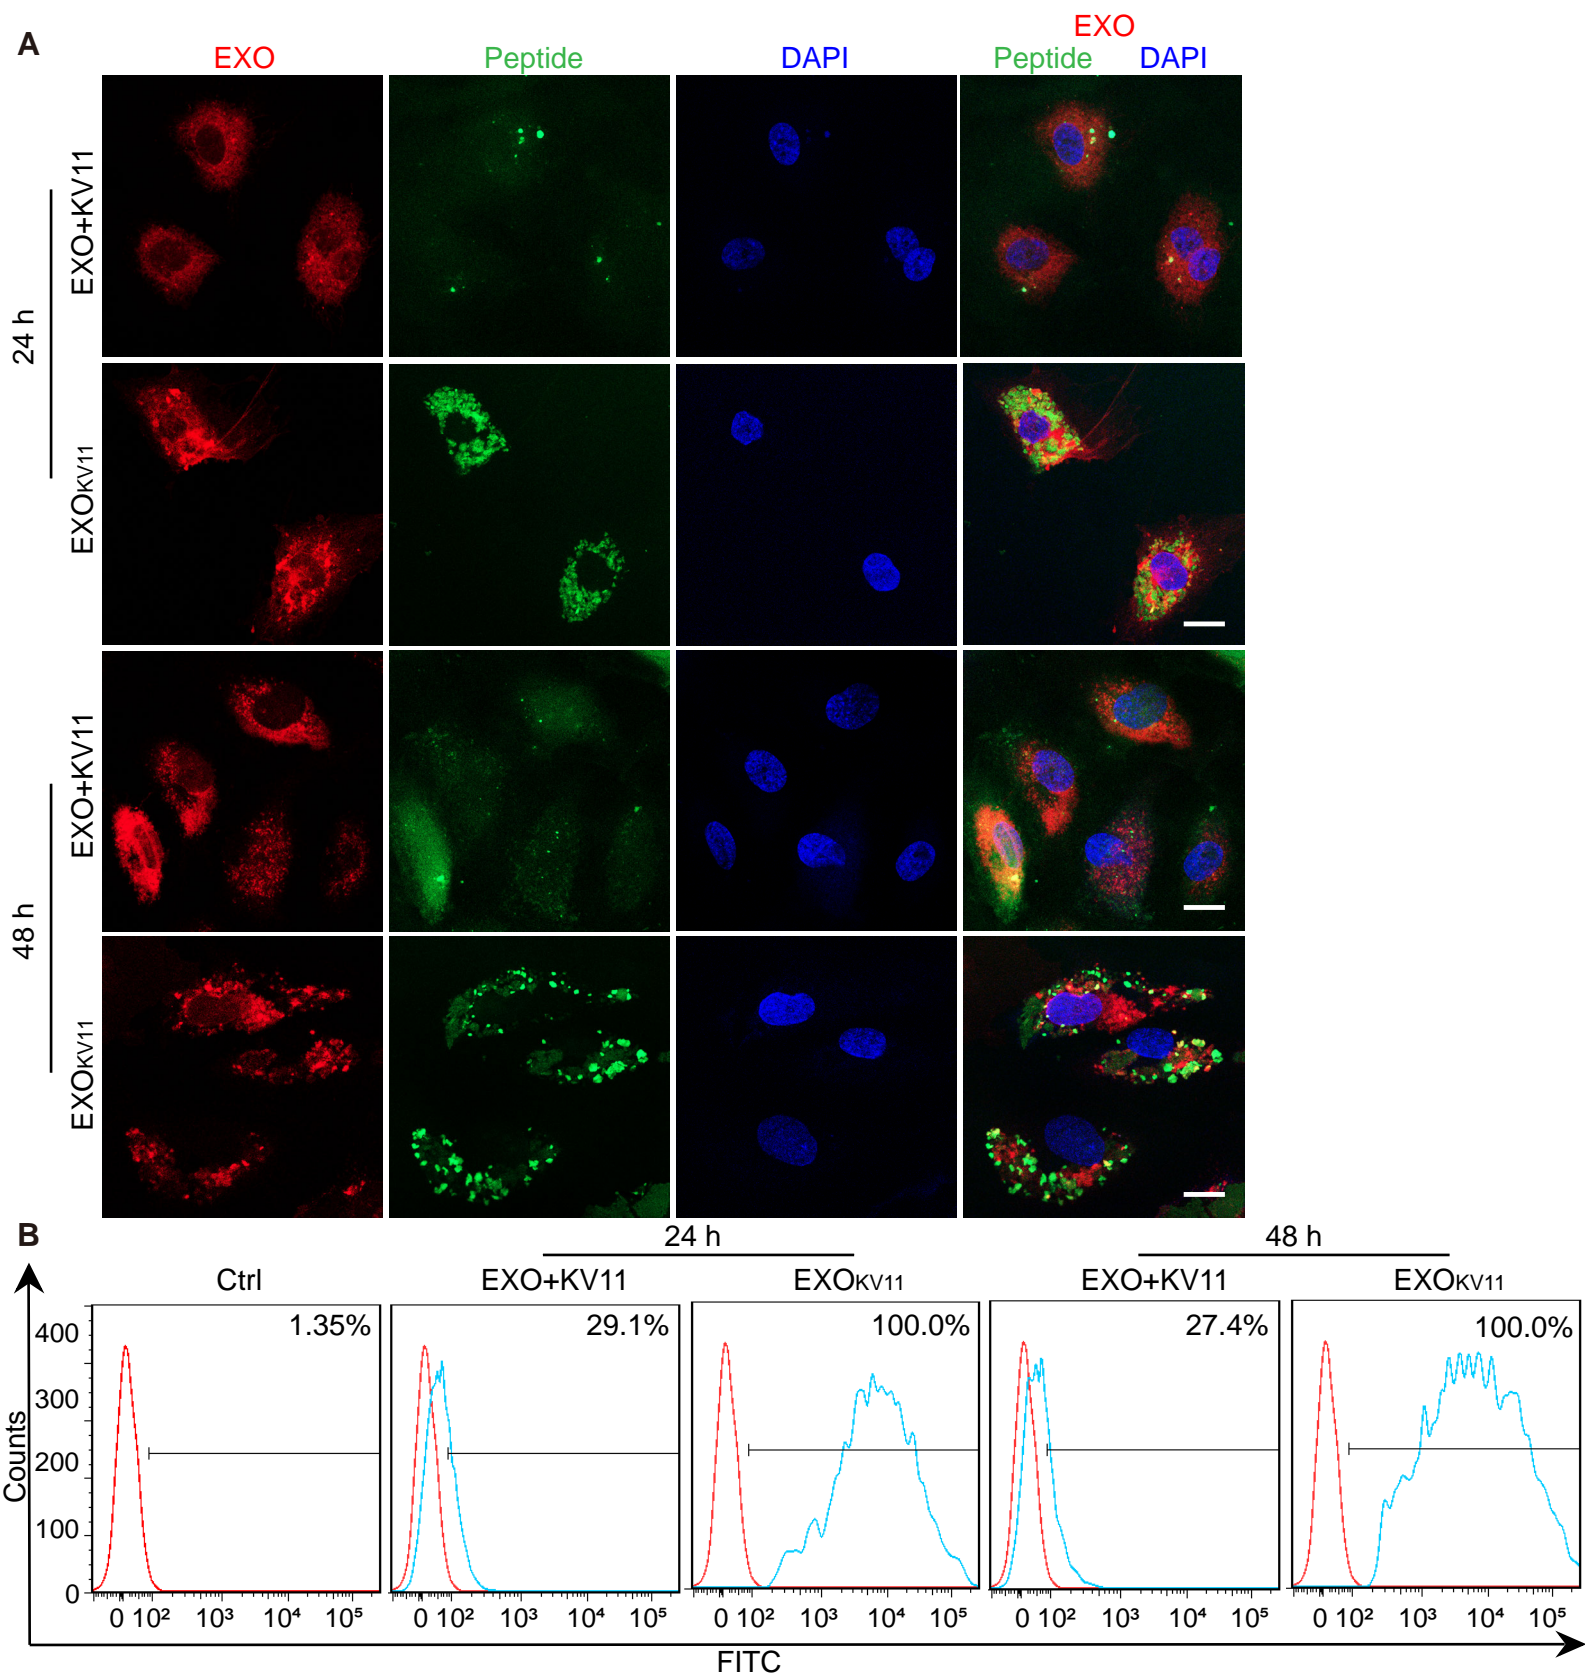 A
EXO
Peptide
DAPI
EXO
Peptide DAPI
24 h
EXO+KV11
EXOKV11
48 h
EXO+KV11
EXOKV11
B
24 h
48 h
Ctrl
EXO+KV11
EXOKV11
EXO+KV11
EXOKV11
1.35%
29.1%
100.0%
27.4%
100.0%
Counts
400
300
200
100
0
0 10² 10³ 10⁴ 10⁵
0 10² 10³ 10⁴ 10⁵
0 10² 10³ 10⁴ 10⁵
0 10² 10³ 10⁴ 10⁵
0 10² 10³ 10⁴ 10⁵
FITC